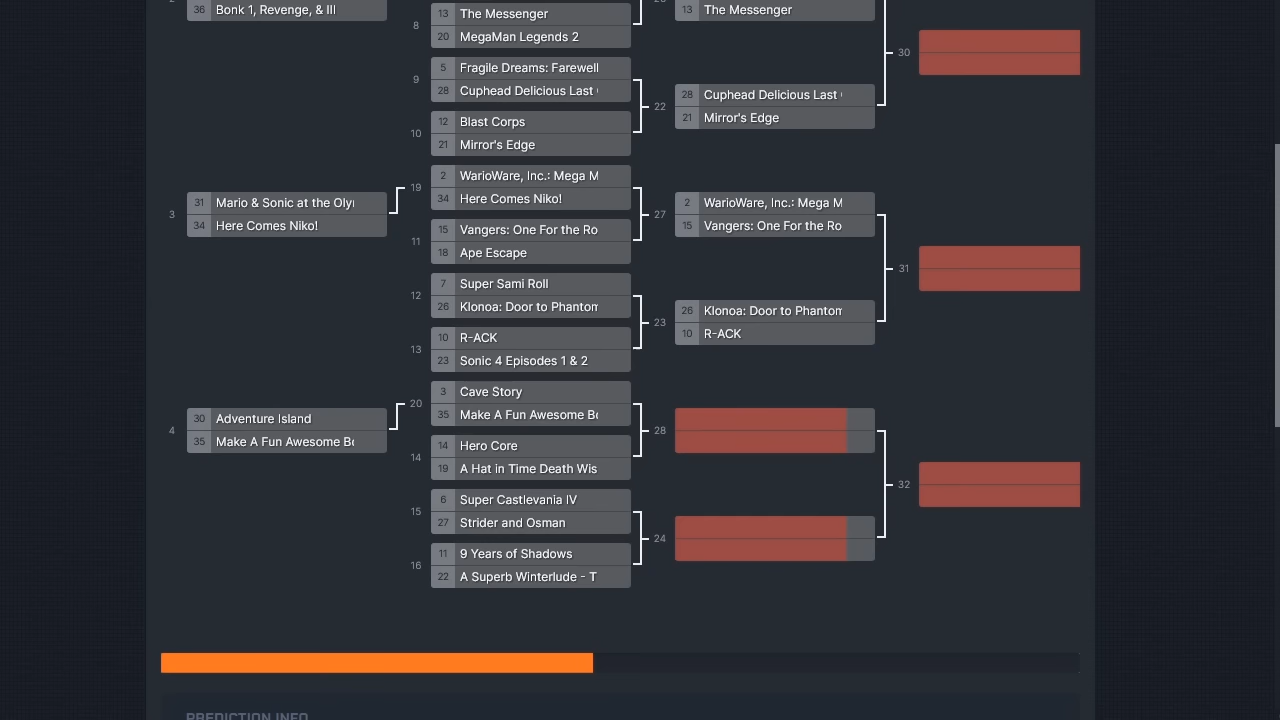 36 Bonk 1, Revenge, & III
13 The Messenger
8
20 MegaMan Legends 2
13 The Messenger
30
5 Fragile Dreams: Farewell
9
28 Cuphead Delicious Last
22
28 Cuphead Delicious Last
21 Mirror's Edge
12 Blast Corps
10
21 Mirror's Edge
3
31 Mario & Sonic at the Oly
34 Here Comes Niko!
19
2 WarioWare, Inc.: Mega M
34 Here Comes Niko!
27
2 WarioWare, Inc.: Mega M
15 Vangers: One For the Ro
11
15 Vangers: One For the Ro
18 Ape Escape
31
12
7 Super Sami Roll
26 Klonoa: Door to Phantom
23
26 Klonoa: Door to Phantom
10 R-ACK
13
10 R-ACK
23 Sonic 4 Episodes 1 & 2
4
30 Adventure Island
35 Make A Fun Awesome Be
20
3 Cave Story
35 Make A Fun Awesome Bo
28
14
14 Hero Core
19 A Hat in Time Death Wis
32
15
6 Super Castlevania IV
27 Strider and Osman
24
16
11 9 Years of Shadows
22 A Superb Winterlude - T
PREDICTION INFO